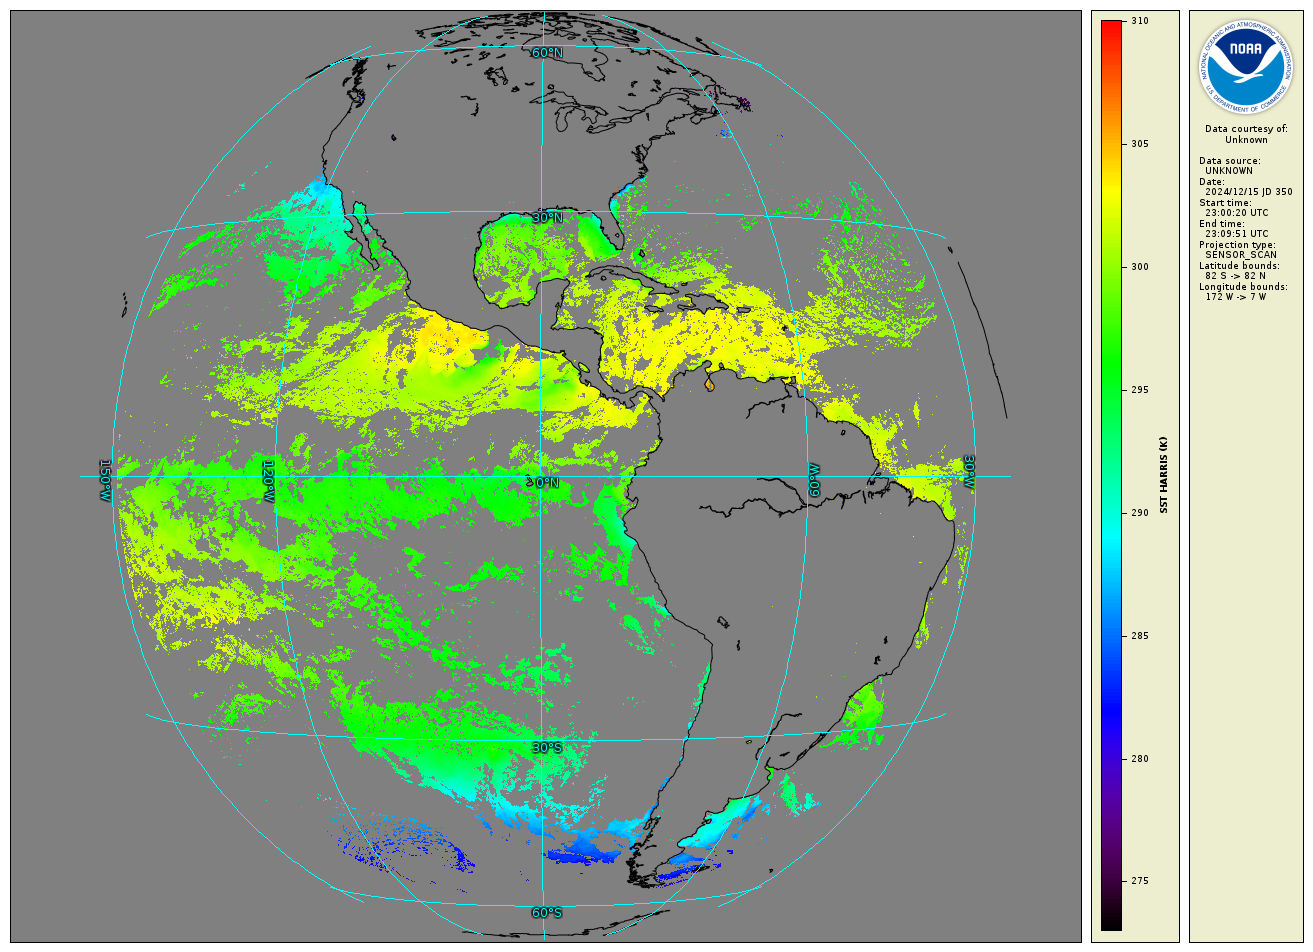 60°N
30°N
150°W
120°W
0°N
60°W
30°W
30°S
60°S
310
305
300
295
290
285
280
275
SST HARRIS (K)
NATIONAL OCEANIC AND ATMOSPHERIC ADMINISTRATION
NOAA
U.S. DEPARTMENT OF COMMERCE
Data courtesy of:
Unknown
Data source:
UNKNOWN
Date:
2024/12/15 JD 350
Start time:
23:00:20 UTC
End time:
23:09:51 UTC
Projection type:
SENSOR_SCAN
Latitude bounds:
82 S -> 82 N
Longitude bounds:
172 W -> 7 W